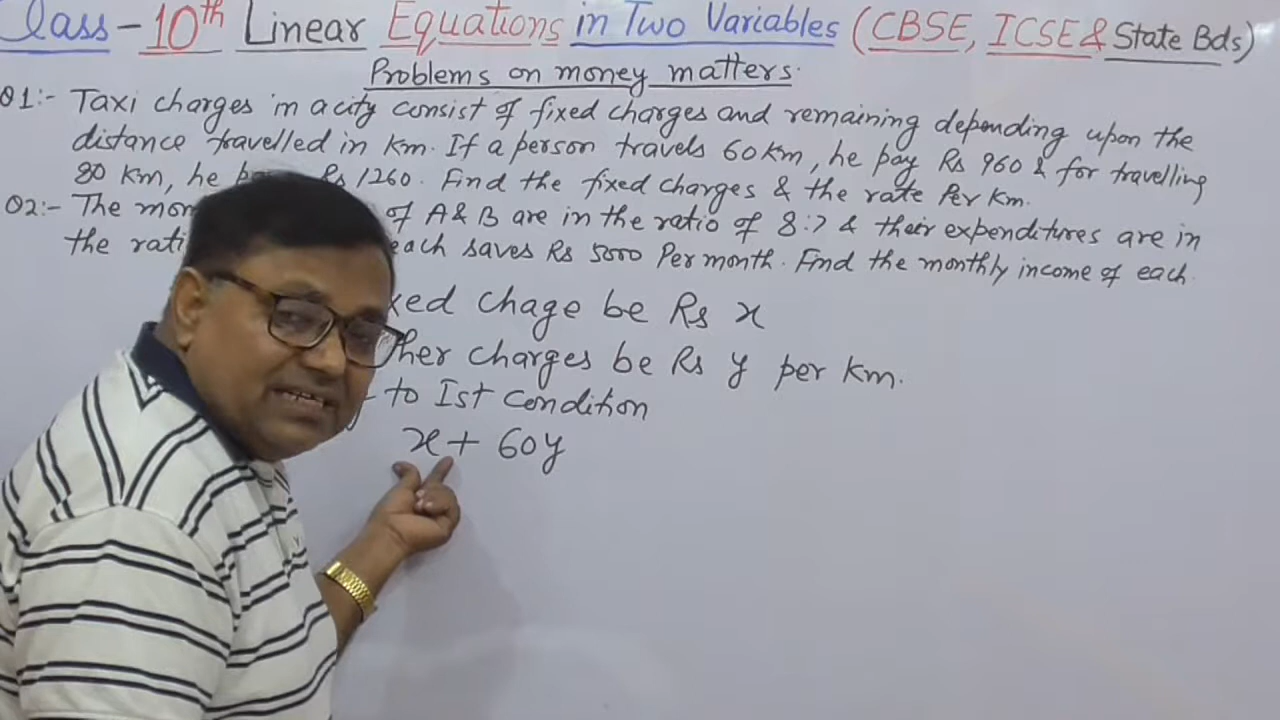 Class - 10th Linear Equations in Two Variables (CBSE, ICSE & State Bds)
Problems on money matters.
Q1:- Taxi charges in a city consist of fixed charges and remaining depending upon the
distance travelled in km. If a person travels 60 km, he pay Rs 960 & for travelling
80 km, he Rs 1260. Find the fixed charges & the rate Per Km.
Q2:- The of A & B are in the ratio of 8:7 & their expenditures are in
the each saves Rs 5000 Per month. Find the monthly income of each.
Chage be Rs x
charges be Rs y per km.
to Ist Condition
x + 60y